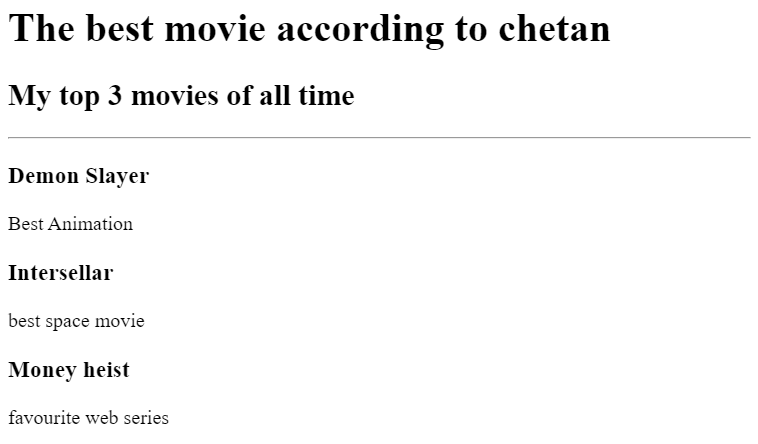 The best movie according to chetan
My top 3 movies of all time
Demon Slayer
Best Animation
Intersellar
best space movie
Money heist
favourite web series